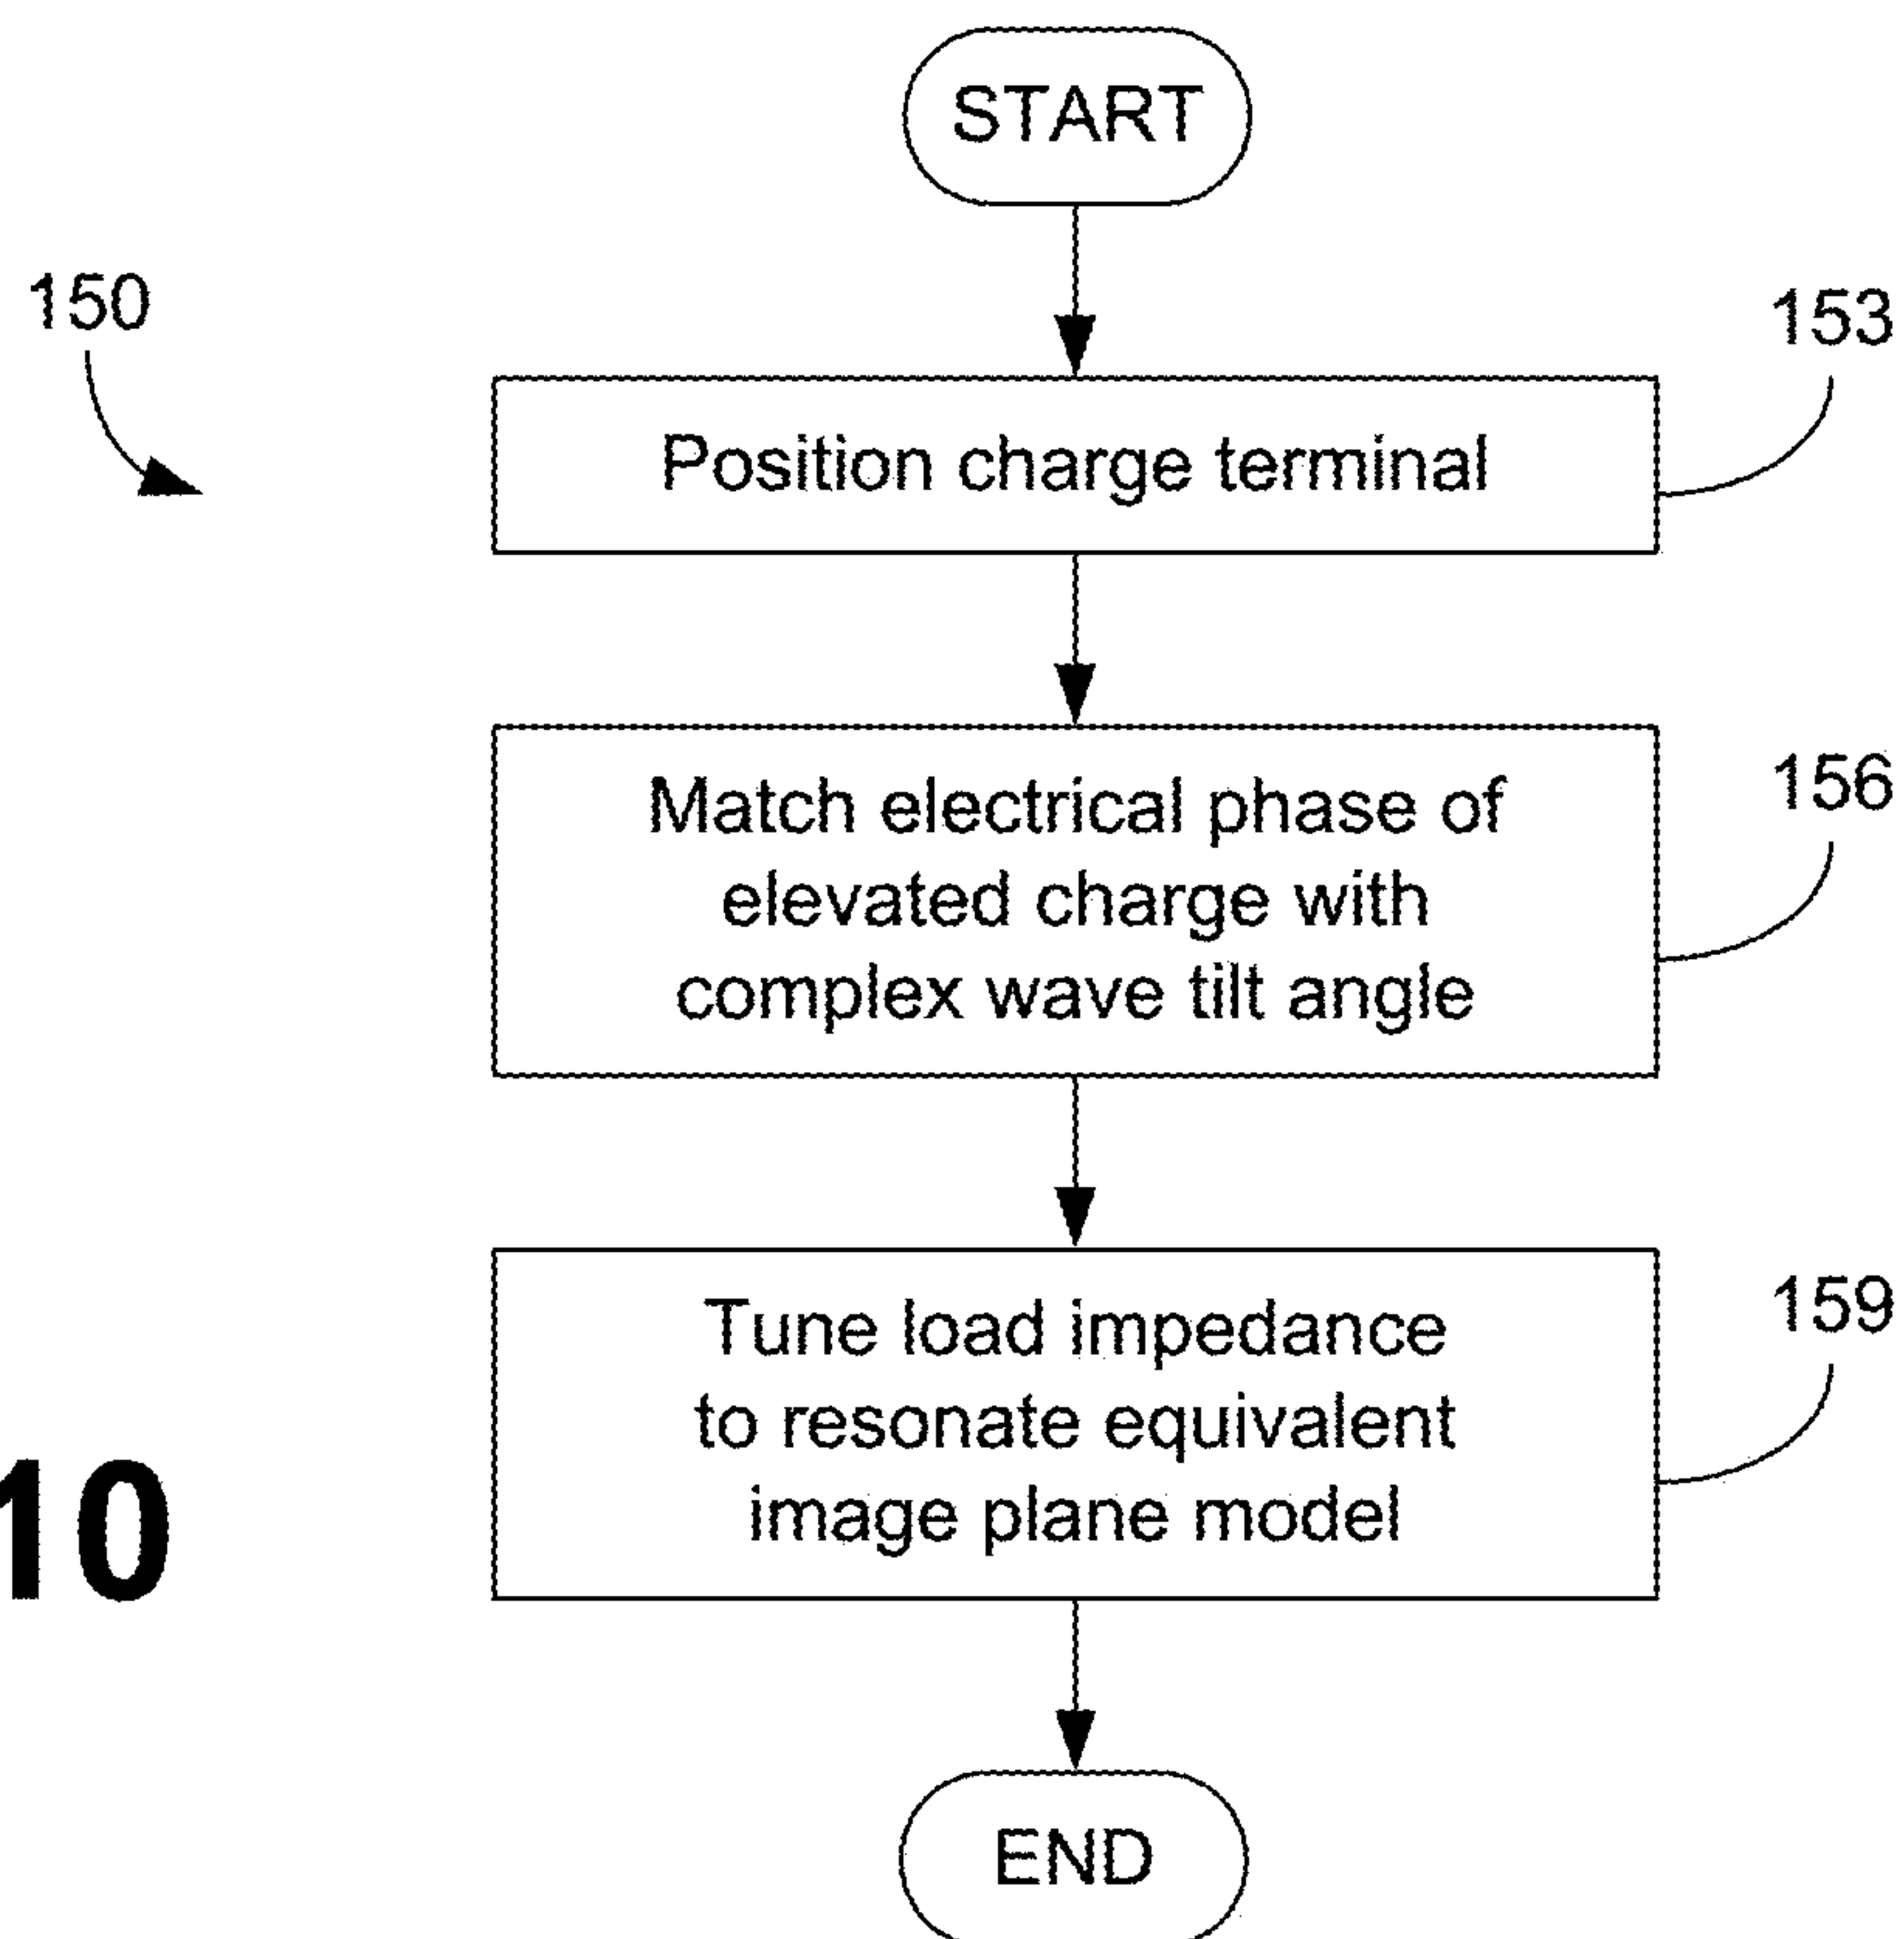 START
150
153
Position charge terminal
156
Match electrical phase of
elevated charge with
complex wave tilt angle
159
Tune load impedance
to resonate equivalent
image plane model
10
END